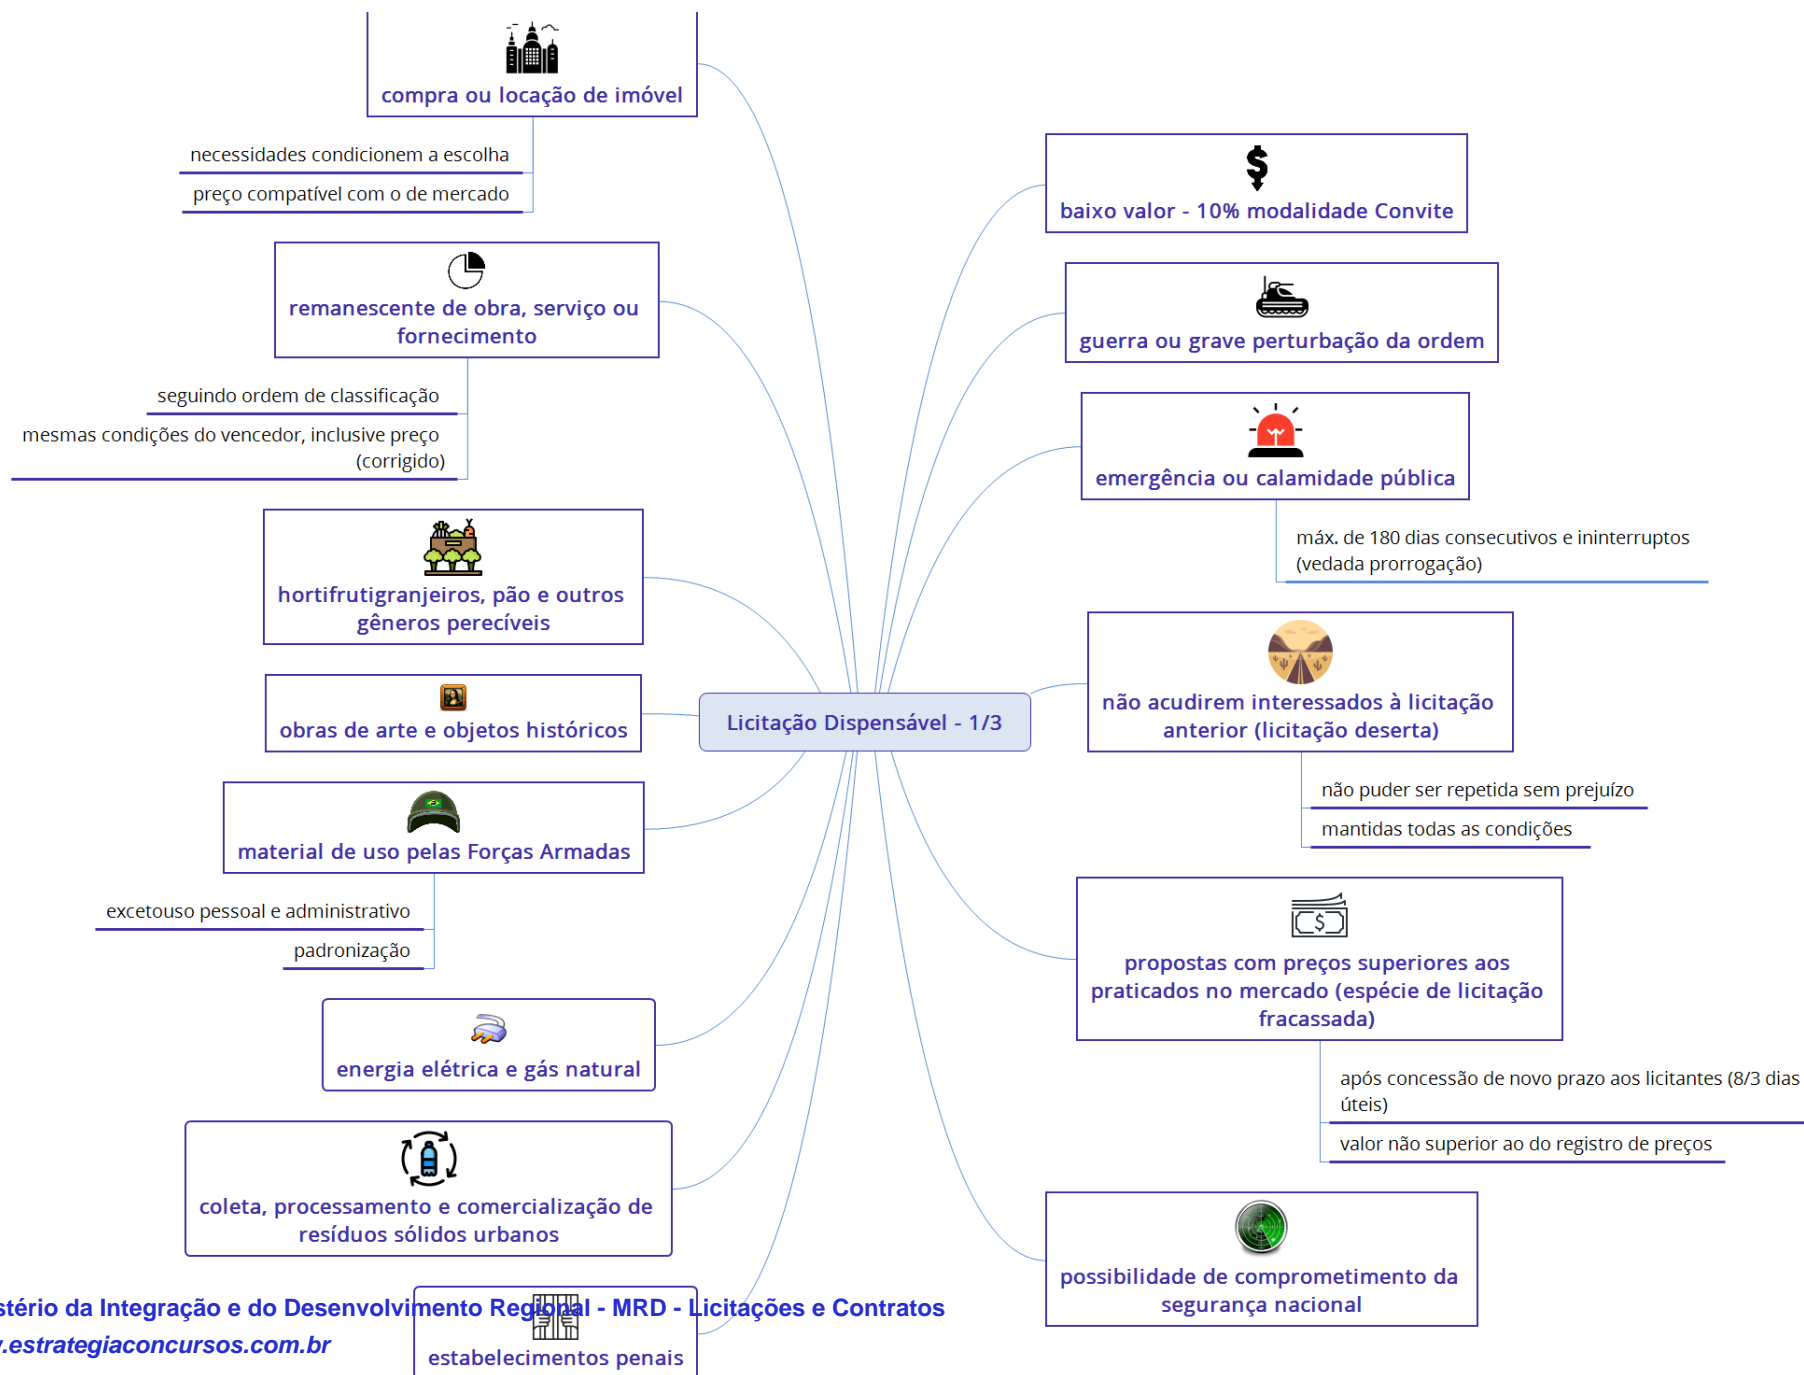 compra ou locação de imóvel
necessidades condicionem a escolha
preço compatível com o de mercado
remanescente de obra, serviço ou
fornecimento
seguindo ordem de classificação
mesmas condições do vencedor, inclusive preço
(corrigido)
hortifrutigranjeiros, pão e outros
gêneros perecíveis
obras de arte e objetos históricos
material de uso pelas Forças Armadas
excetouso pessoal e administrativo
padronização
energia elétrica e gás natural
coleta, processamento e comercialização de
resíduos sólidos urbanos
estabelecimentos penais
Licitação Dispensável - 1/3
baixo valor - 10% modalidade Convite
guerra ou grave perturbação da ordem
emergência ou calamidade pública
máx. de 180 dias consecutivos e ininterruptos
(vedada prorrogação)
não acudirem interessados à licitação
anterior (licitação deserta)
não puder ser repetida sem prejuízo
mantidas todas as condições
propostas com preços superiores aos
praticados no mercado (espécie de licitação
fracassada)
após concessão de novo prazo aos licitantes (8/3 dias
úteis)
valor não superior ao do registro de preços
possibilidade de comprometimento da
segurança nacional
stério da Integração e do Desenvolvimento Regional - MRD - Licitações e Contratos
.estrategiaconcursos.com.br